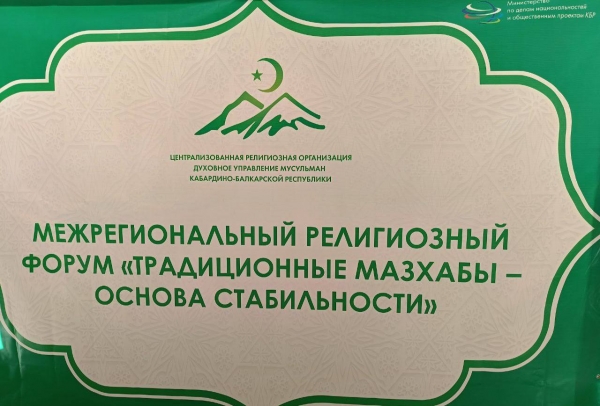 Министерство
по делам национальностей
и общественным проектам КБР
ЦЕНТРАЛИЗОВАННАЯ РЕЛИГИОЗНАЯ ОРГАНИЗАЦИЯ
ДУХОВНОЕ УПРАВЛЕНИЕ МУСУЛЬМАН
КАБАРДИНО-БАЛКАРСКОЙ РЕСПУБЛИКИ
МЕЖРЕГИОНАЛЬНЫЙ РЕЛИГИОЗНЫЙ
ФОРУМ «ТРАДИЦИОННЫЕ МАЗХАБЫ –
ОСНОВА СТАБИЛЬНОСТИ»